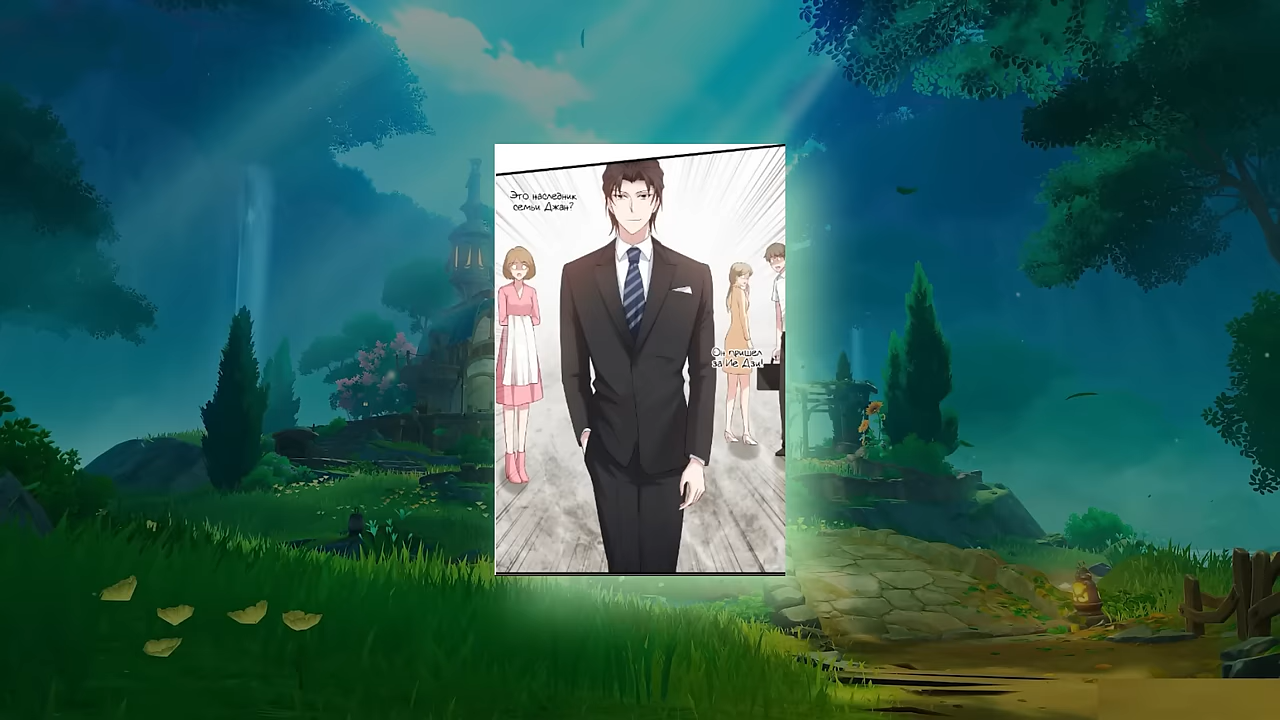 Это наследник
семьи Джан?
Он пришел
за Ие Дзи!